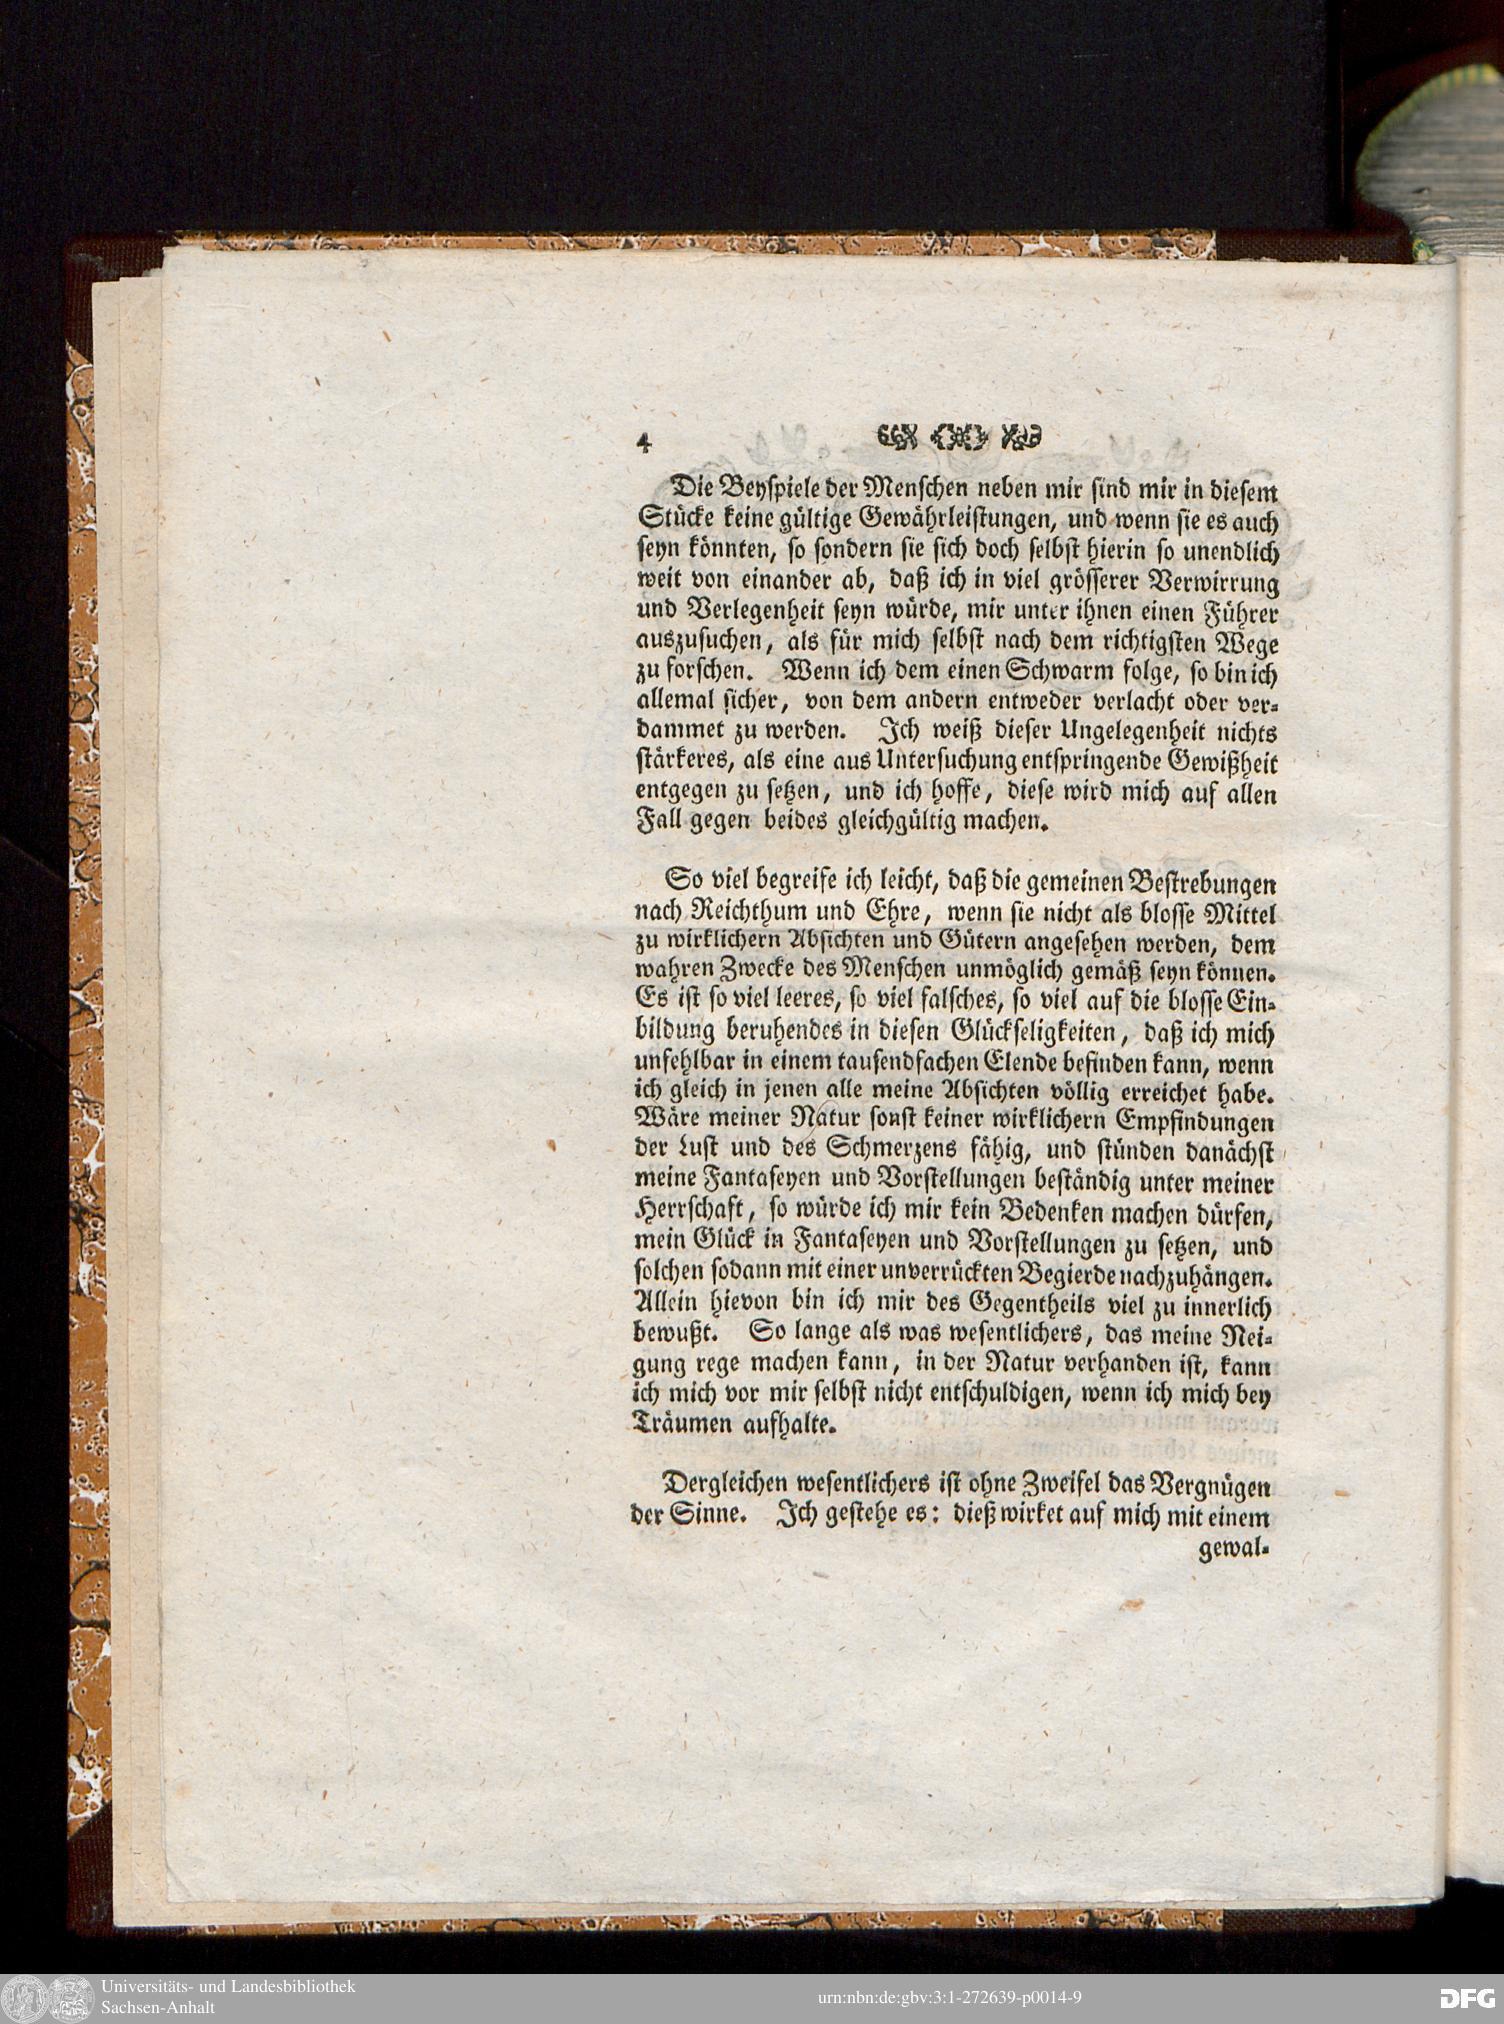 4
Die Beyspiele der Menschen neben mir sind mir in diesem
Stücke keine gültige Gewährleistungen, und wenn sie es auch
seyn könnten, so sondern sie sich doch selbst hierin so unendlich
weit von einander ab, daß ich in viel grösserer Verwirrung
und Verlegenheit seyn würde, mir unter ihnen einen Führer
auszusuchen, als für mich selbst nach dem richtigsten Wege
zu forschen. Wenn ich dem einen Schwarm folge, so bin ich
allemal sicher, von dem andern entweder verlacht oder ver-
dammet zu werden. Ich weiß dieser Ungelegenheit nichts
stärkeres, als eine aus Untersuchung entspringende Gewißheit
entgegen zu setzen, und ich hoffe, diese wird mich auf allen
Fall gegen beides gleichgültig machen.
So viel begreife ich leicht, daß die gemeinen Bestrebungen
nach Reichthum und Ehre, wenn sie nicht als blosse Mittel
zu wirklichern Absichten und Gütern angesehen werden, dem
wahren Zwecke des Menschen unmöglich gemäß seyn können.
Es ist so viel leeres, so viel falsches, so viel auf die blosse Ein-
bildung beruhendes in diesen Glückseligkeiten, daß ich mich
unfehlbar in einem tausendfachen Elende befinden kann, wenn
ich gleich in jenen alle meine Absichten völlig erreichet habe.
Wäre meiner Natur sonst keiner wirklichern Empfindungen
der Lust und des Schmerzens fähig, und stünden danächst
meine Fantaseyen und Vorstellungen beständig unter meiner
Herrschaft, so würde ich mir kein Bedenken machen dürfen,
mein Glück in Fantaseyen und Vorstellungen zu setzen, und
solchen sodann mit einer unverrückten Begierde nachzuhängen.
Allein hievon bin ich mir des Gegentheils viel zu innerlich
bewußt. So lange als was wesentlichers, das meine Nei-
gung rege machen kann, in der Natur verhanden ist, kann
ich mich vor mir selbst nicht entschuldigen, wenn ich mich bey
Träumen aufhalte.
Dergleichen wesentlichers ist ohne Zweifel das Vergnügen
der Sinne. Ich gestehe es: dieß wirket auf mich mit einem
gewal-
Universitäts- und Landesbibliothek
Sachsen-Anhalt
urn:nbn:de:gbv:3:1-272639-p0014-9
DFG